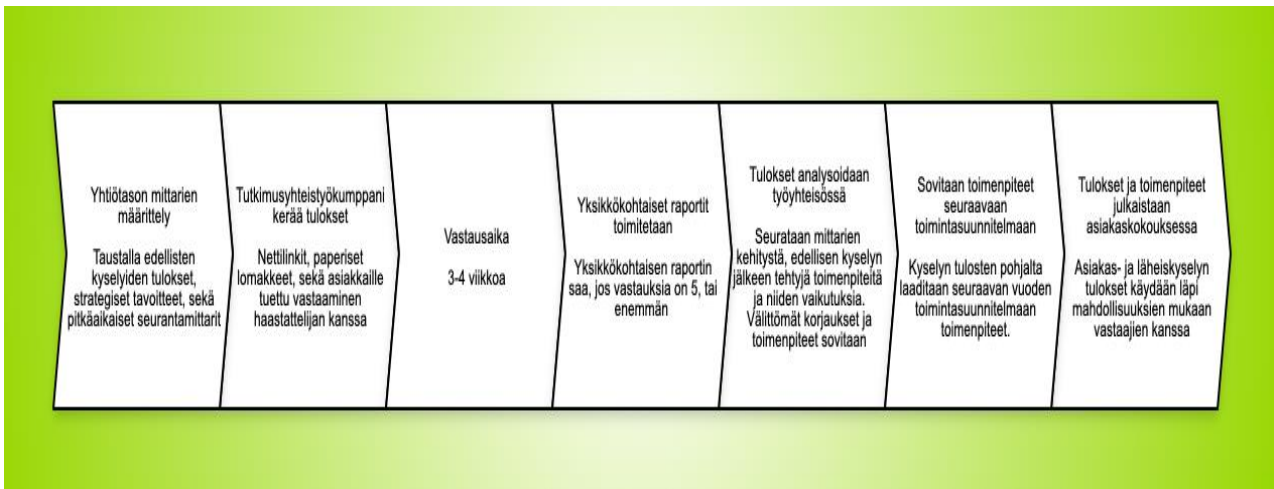 Yhtiötason mittarien
määrittely
Taustalla edellisten
kyselyiden tulokset,
strategiset tavoitteet, sekä
pitkäaikaiset seurantamittarit
Tutkimusyhteistyökumppani
kerää tulokset
Nettilinkit, paperiset
lomakkeet, sekä asiakkaille
tuettu vastaaminen
haastattelijan kanssa
Vastausaika
3-4 viikkoa
Yksikkökohtaiset raportit
toimitetaan
Yksikkökohtaisen raportin
saa, jos vastauksia on 5, tai
enemmän
Tulokset analysoidaan
työyhteisössä
Seurataan mittarien
kehitystä, edellisen kyselyn
jälkeen tehtyjä toimenpiteitä
ja niiden vaikutuksia.
Välittömät korjaukset ja
toimenpiteet sovitaan
Sovitaan toimenpiteet
seuraavaan
toimintasuunnitelmaan
Kyselyn tulosten pohjalta
laaditaan seuraavan vuoden
toimintasuunnitelmaan
toimenpiteet.
Tulokset ja toimenpiteet
julkaistaan
asiakaskokouksessa
Asiakas- ja läheiskyselyn
tulokset käydään läpi
mahdollisuuksien mukaan
vastaajien kanssa